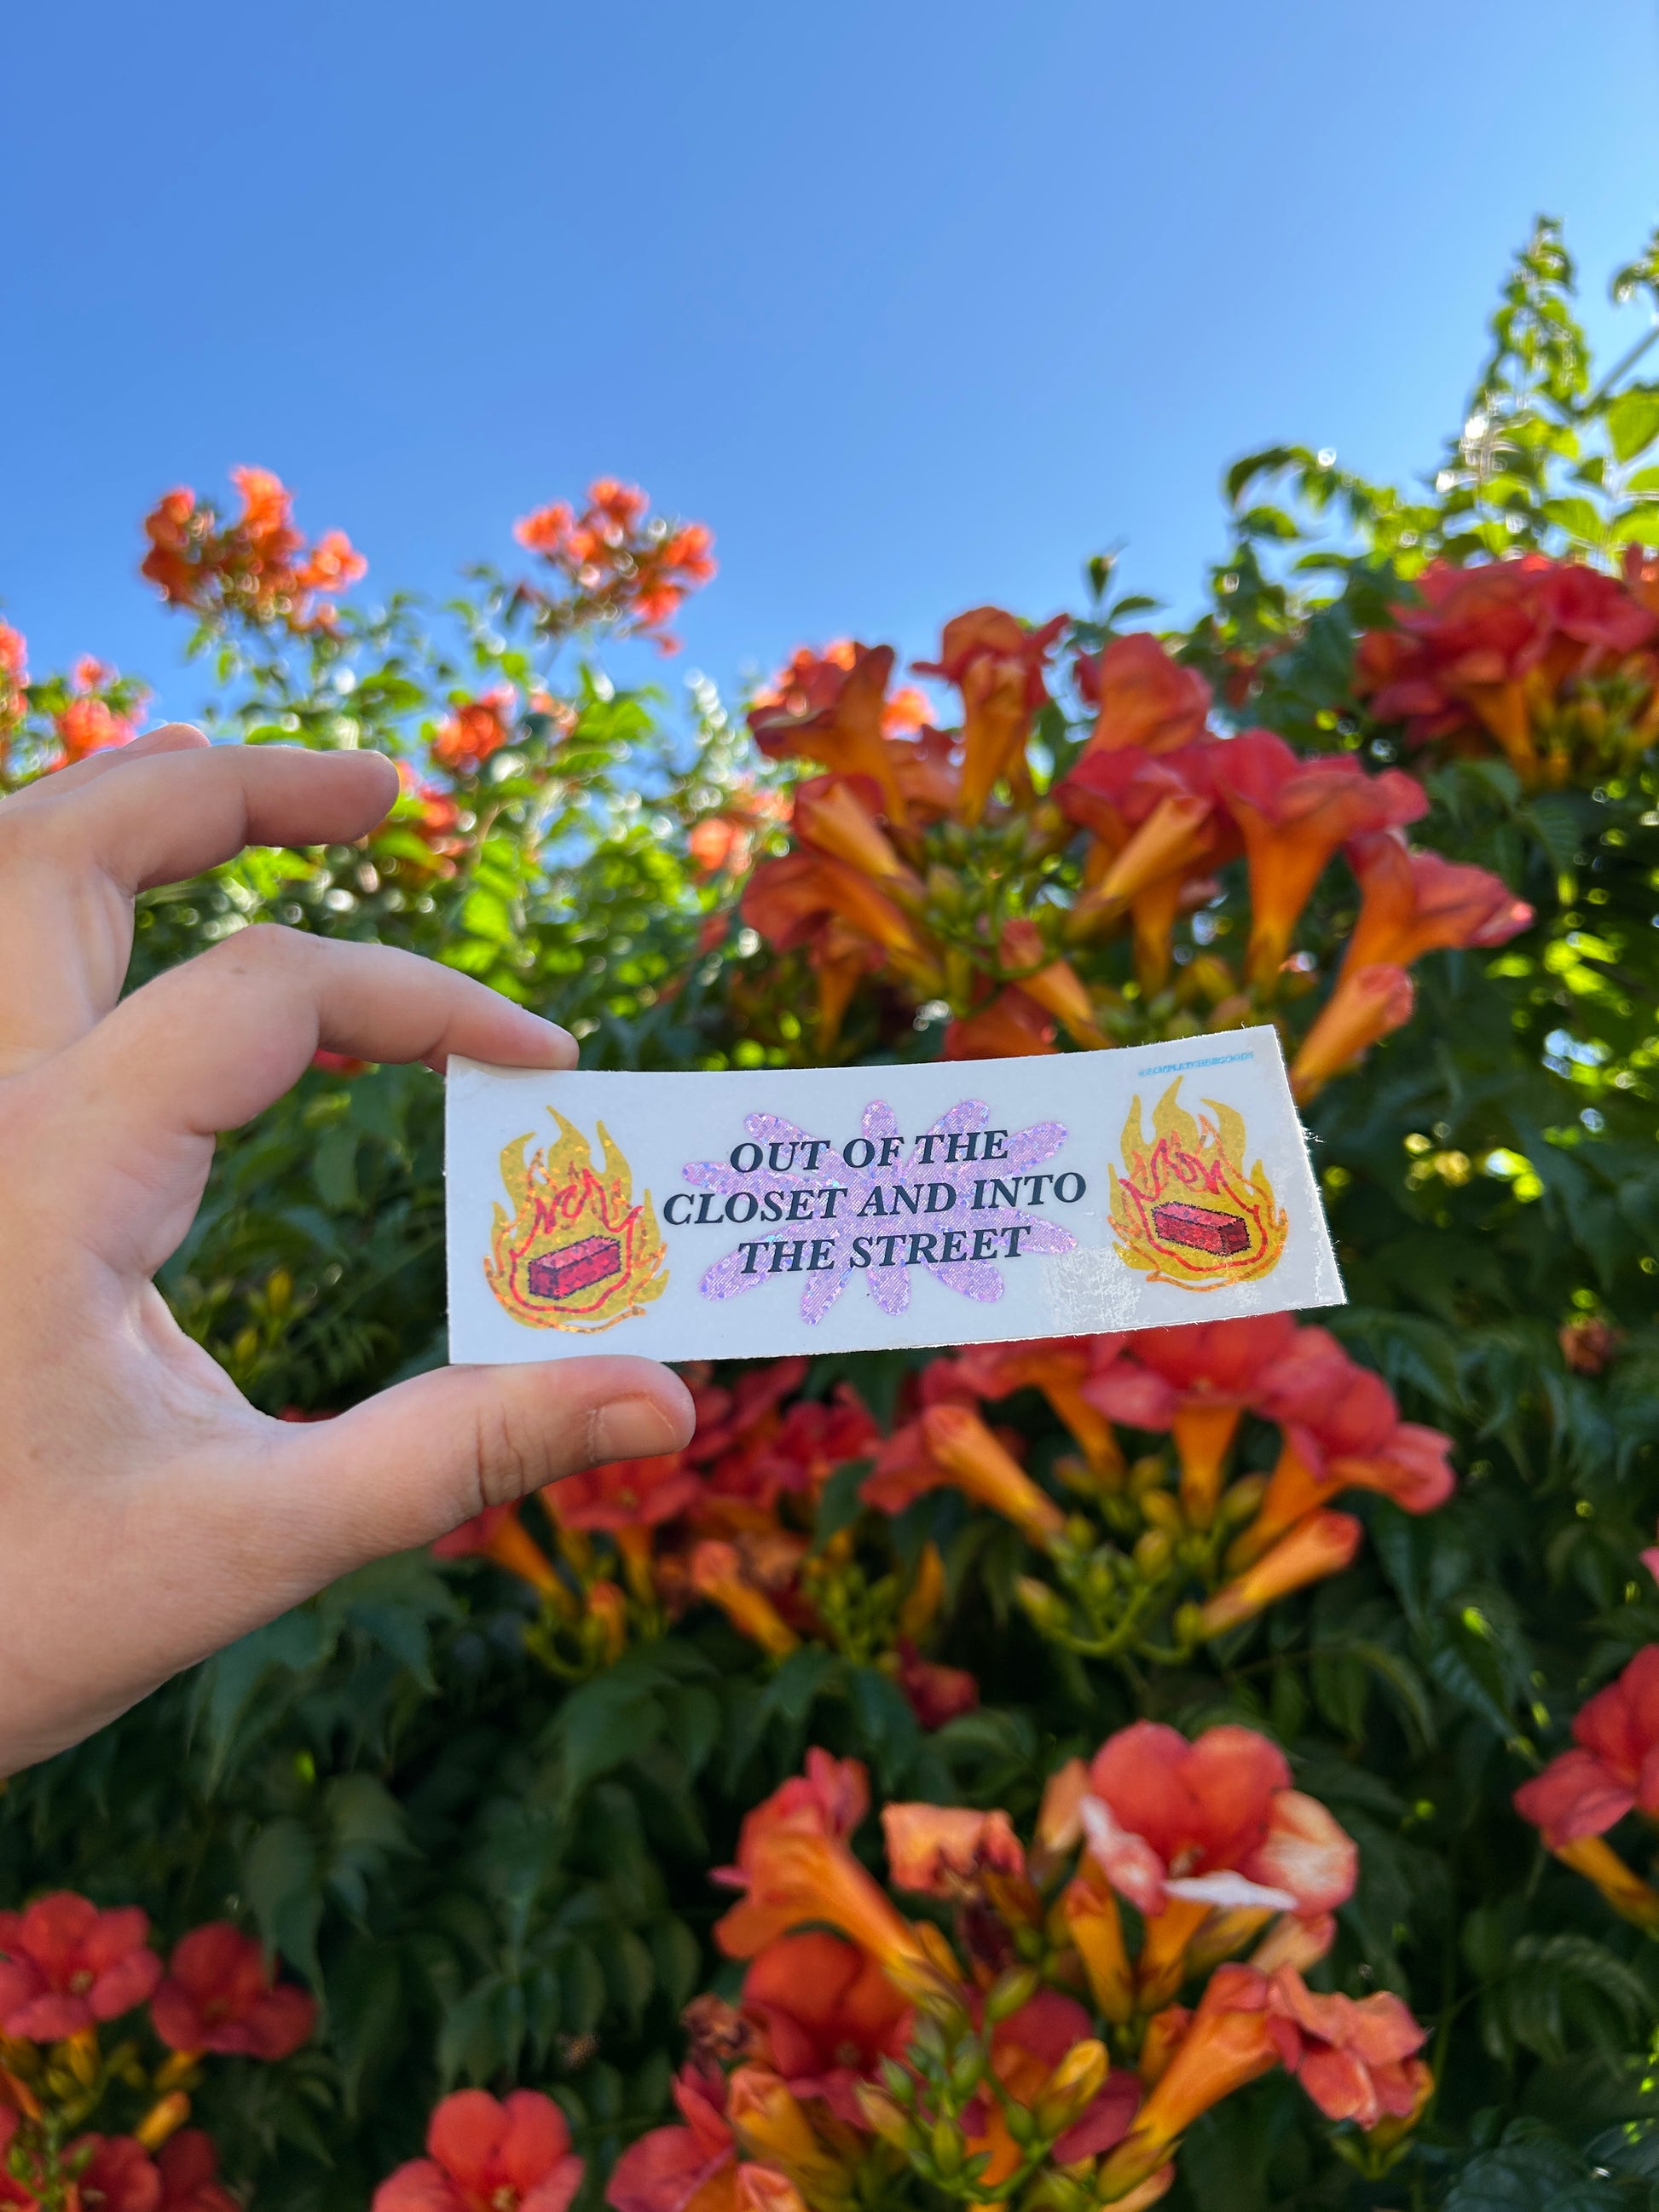 OUT OF THE
CLOSET AND INTO
THE STREET